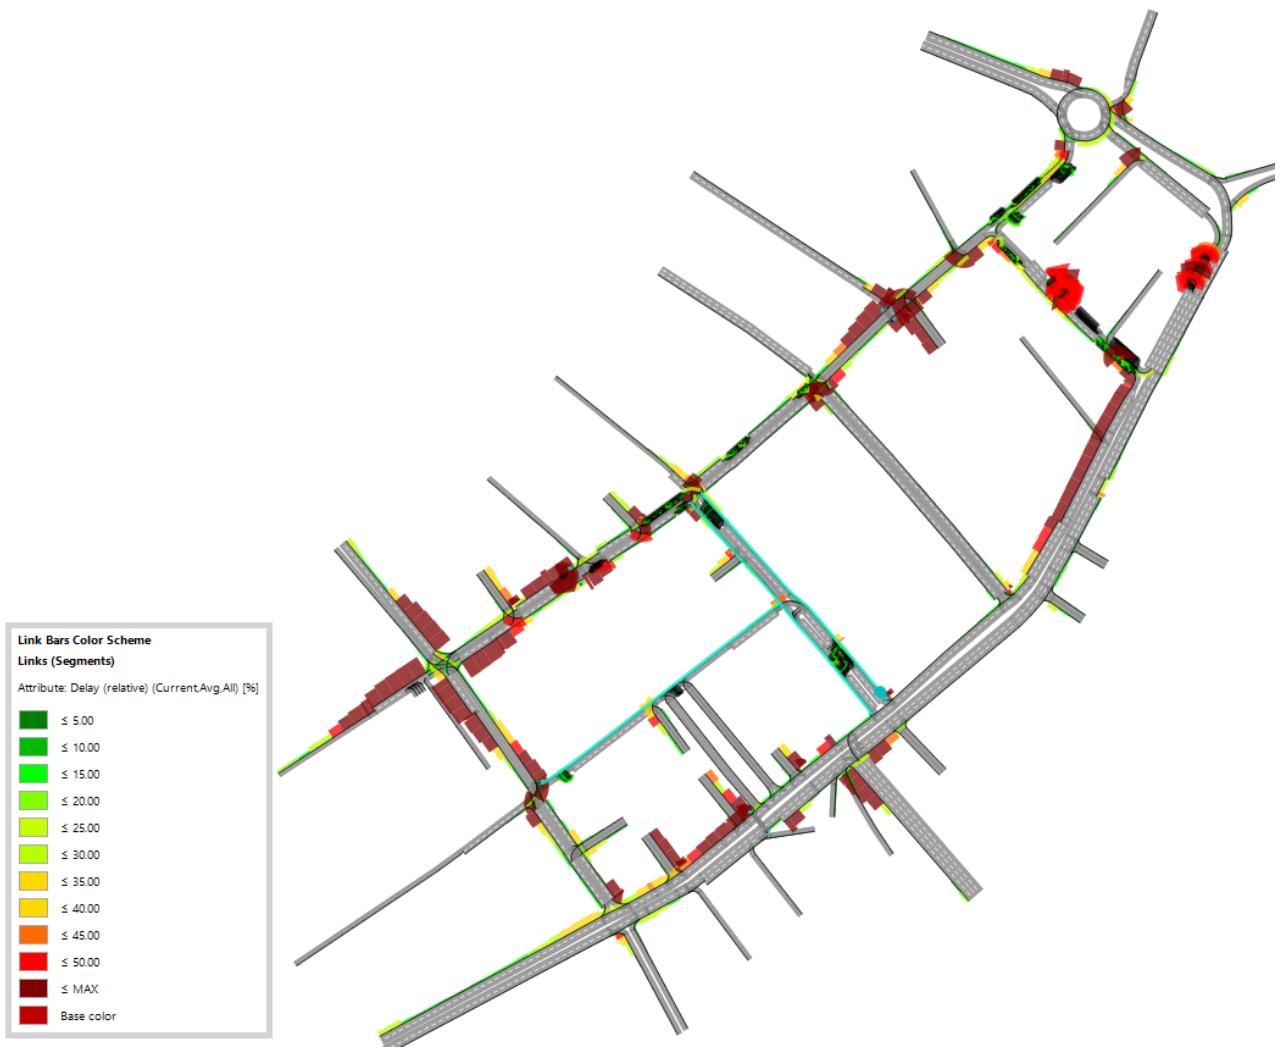 Link Bars Color Scheme
Links (Segments)
Attribute: Delay (relative) (Current,Avg,All) [%]
≤ 5.00
≤ 10.00
≤ 15.00
≤ 20.00
≤ 25.00
≤ 30.00
≤ 35.00
≤ 40.00
≤ 45.00
≤ 50.00
≤ MAX
Base color